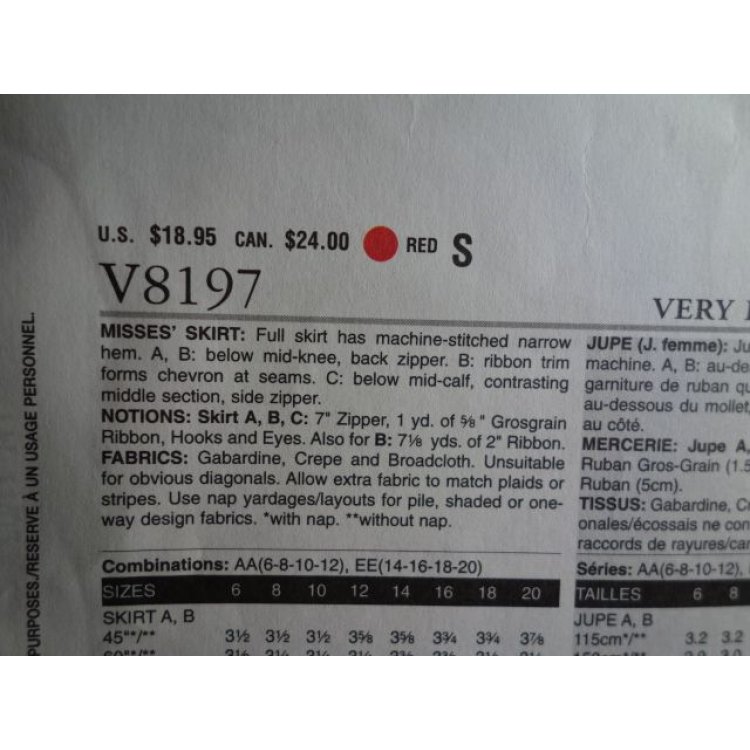 U.S. $18.95 CAN. $24.00 RED S
V8197
VERY
MISSES' SKIRT: Full skirt has machine-stitched narrow
hem. A, B: below mid-knee, back zipper. B: ribbon trim
forms chevron at seams. C: below mid-calf, contrasting
middle section, side zipper.
NOTIONS: Skirt A, B, C: 7" Zipper, 1 yd. of ⅝" Grosgrain
Ribbon, Hooks and Eyes. Also for B: 7⅛ yds. of 2" Ribbon.
FABRICS: Gabardine, Crepe and Broadcloth. Unsuitable
for obvious diagonals. Allow extra fabric to match plaids or
stripes. Use nap yardages/layouts for pile, shaded or one-
way design fabrics. *with nap. **without nap.
Combinations: AA(6-8-10-12), EE(14-16-18-20)
SIZES 6 8 10 12 14 16 18 20
SKIRT A, B
45"*/** 3½ 3½ 3½ 3⅝ 3⅝ 3¾ 3¾ 3⅞
JUPE (J. femme):
machine. A, B: au-de
garniture de ruban qu
au-dessous du mollet,
au côté.
MERCERIE: Jupe A,
Ruban Gros-Grain (1.5
Ruban (5cm).
TISSUS: Gabardine,
onales/écossais ne con
raccords de rayures/car
Séries: AA(6-8-10-12),
TAILLES 6 8
JUPE A, B
115cm*/** 3.2 3.2
PURPOSES./RESERVE À UN USAGE PERSONNEL.